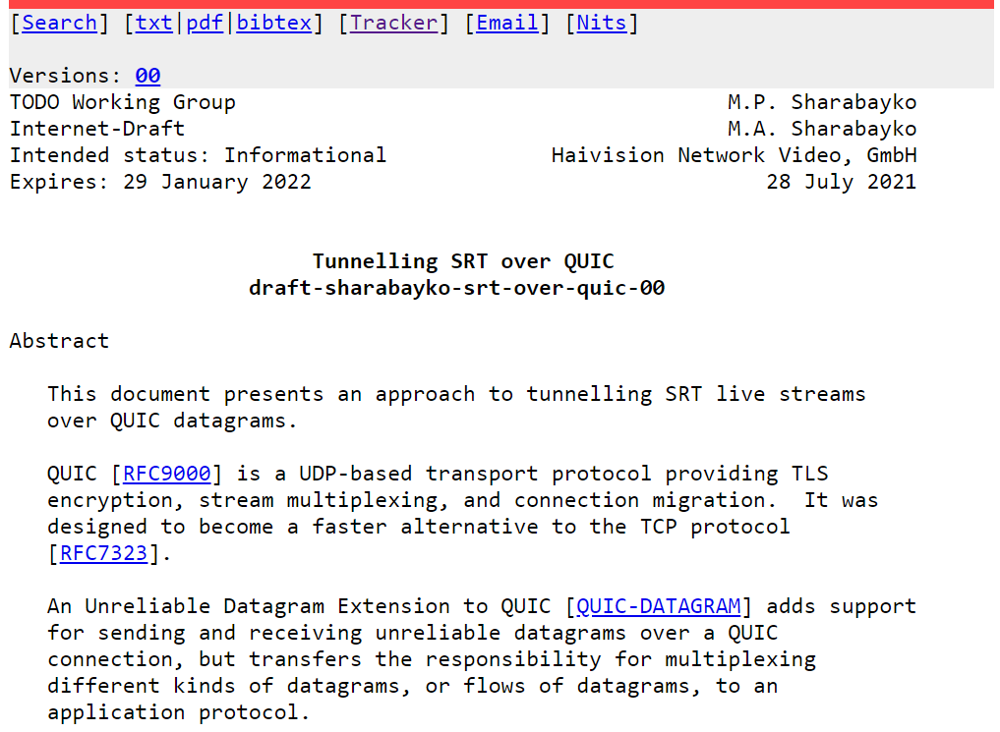 [Search] [txt|pdf|bibtex] [Tracker] [Email] [Nits]
Versions: 00
TODO Working Group M.P. Sharabayko
Internet-Draft M.A. Sharabayko
Intended status: Informational Haivision Network Video, GmbH
Expires: 29 January 2022 28 July 2021
Tunnelling SRT over QUIC
draft-sharabayko-srt-over-quic-00
Abstract
This document presents an approach to tunnelling SRT live streams
over QUIC datagrams.
QUIC [RFC9000] is a UDP-based transport protocol providing TLS
encryption, stream multiplexing, and connection migration. It was
designed to become a faster alternative to the TCP protocol
[RFC7323].
An Unreliable Datagram Extension to QUIC [QUIC-DATAGRAM] adds support
for sending and receiving unreliable datagrams over a QUIC
connection, but transfers the responsibility for multiplexing
different kinds of datagrams, or flows of datagrams, to an
application protocol.